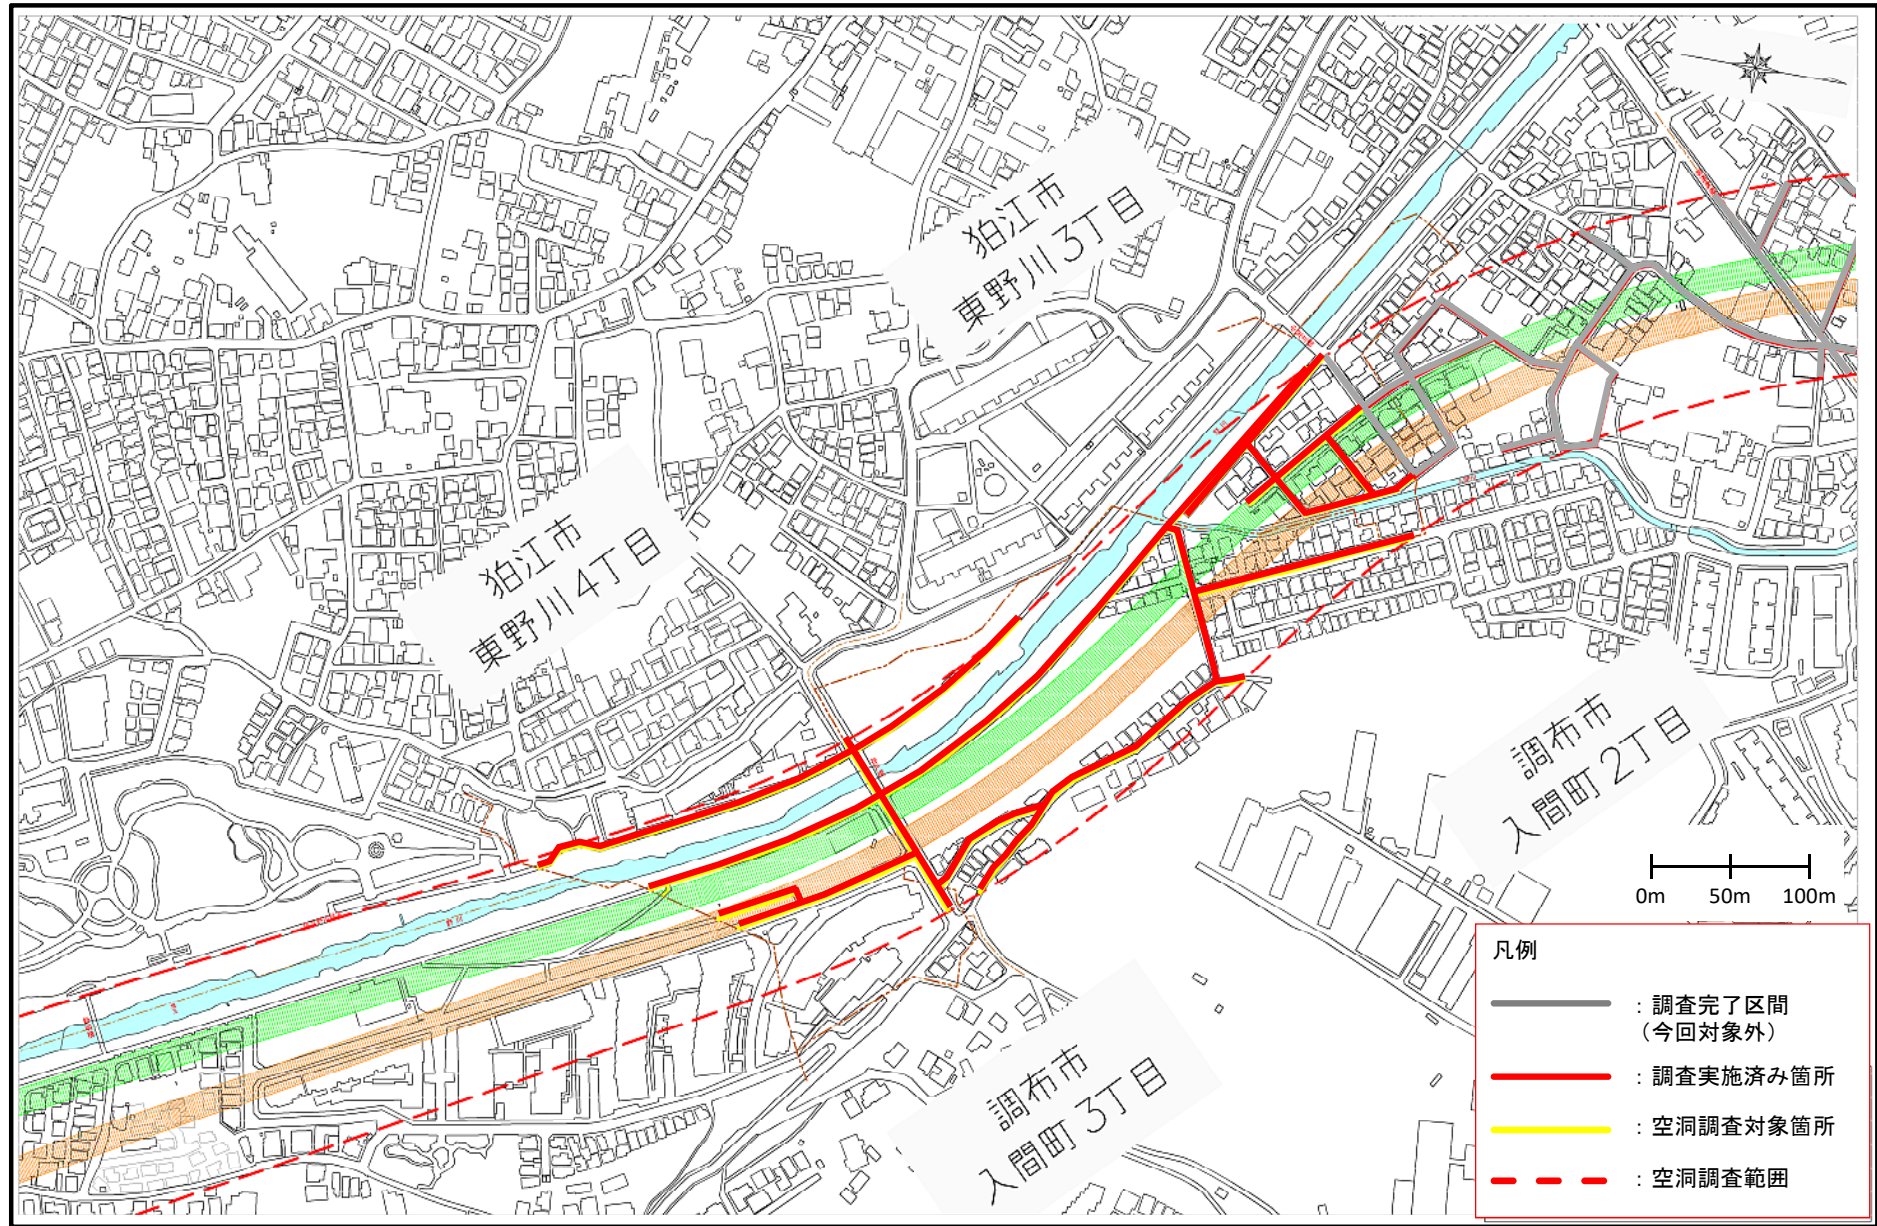 狛江市
東野川3丁目
狛江市
東野川4丁目
調布市
入間町2丁目
調布市
入間町3丁目
0m 50m 100m
凡例
：調査完了区間
（今回対象外）
：調査実施済み箇所
：空洞調査対象箇所
：空洞調査範囲